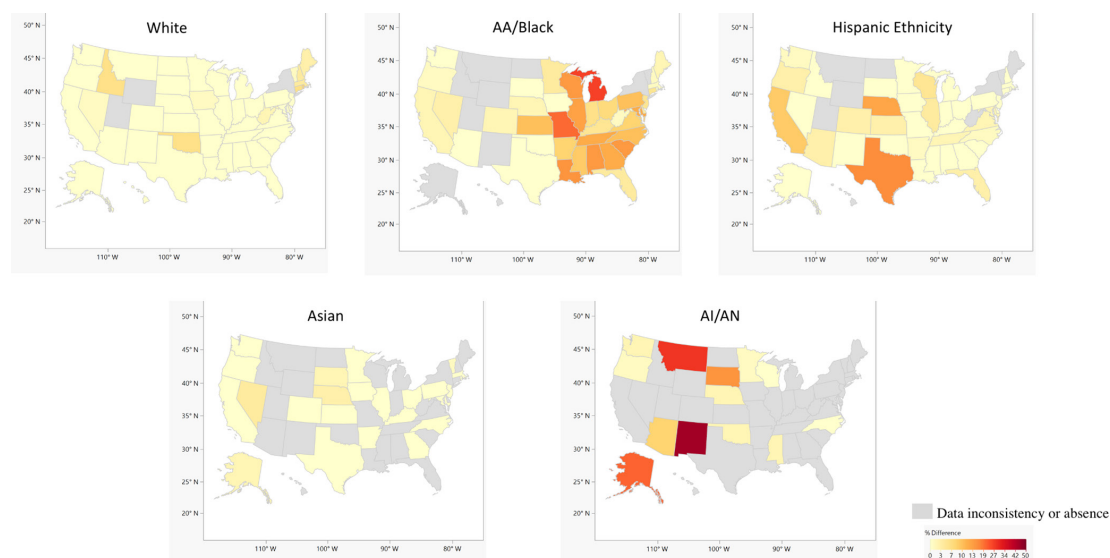 White
AA/Black
Hispanic Ethnicity
50° N
45° N
40° N
35° N
30° N
25° N
20° N
110° W
100° W
90° W
80° W
50° N
45° N
40° N
35° N
30° N
25° N
20° N
110° W
100° W
90° W
80° W
50° N
45° N
40° N
35° N
30° N
25° N
20° N
110° W
100° W
90° W
80° W
Asian
AI/AN
50° N
45° N
40° N
35° N
30° N
25° N
20° N
110° W
100° W
90° W
80° W
50° N
45° N
40° N
35° N
30° N
25° N
20° N
110° W
100° W
90° W
80° W
Data inconsistency or absence
% Difference
0 3 7 10 14 19 27 34 42 50